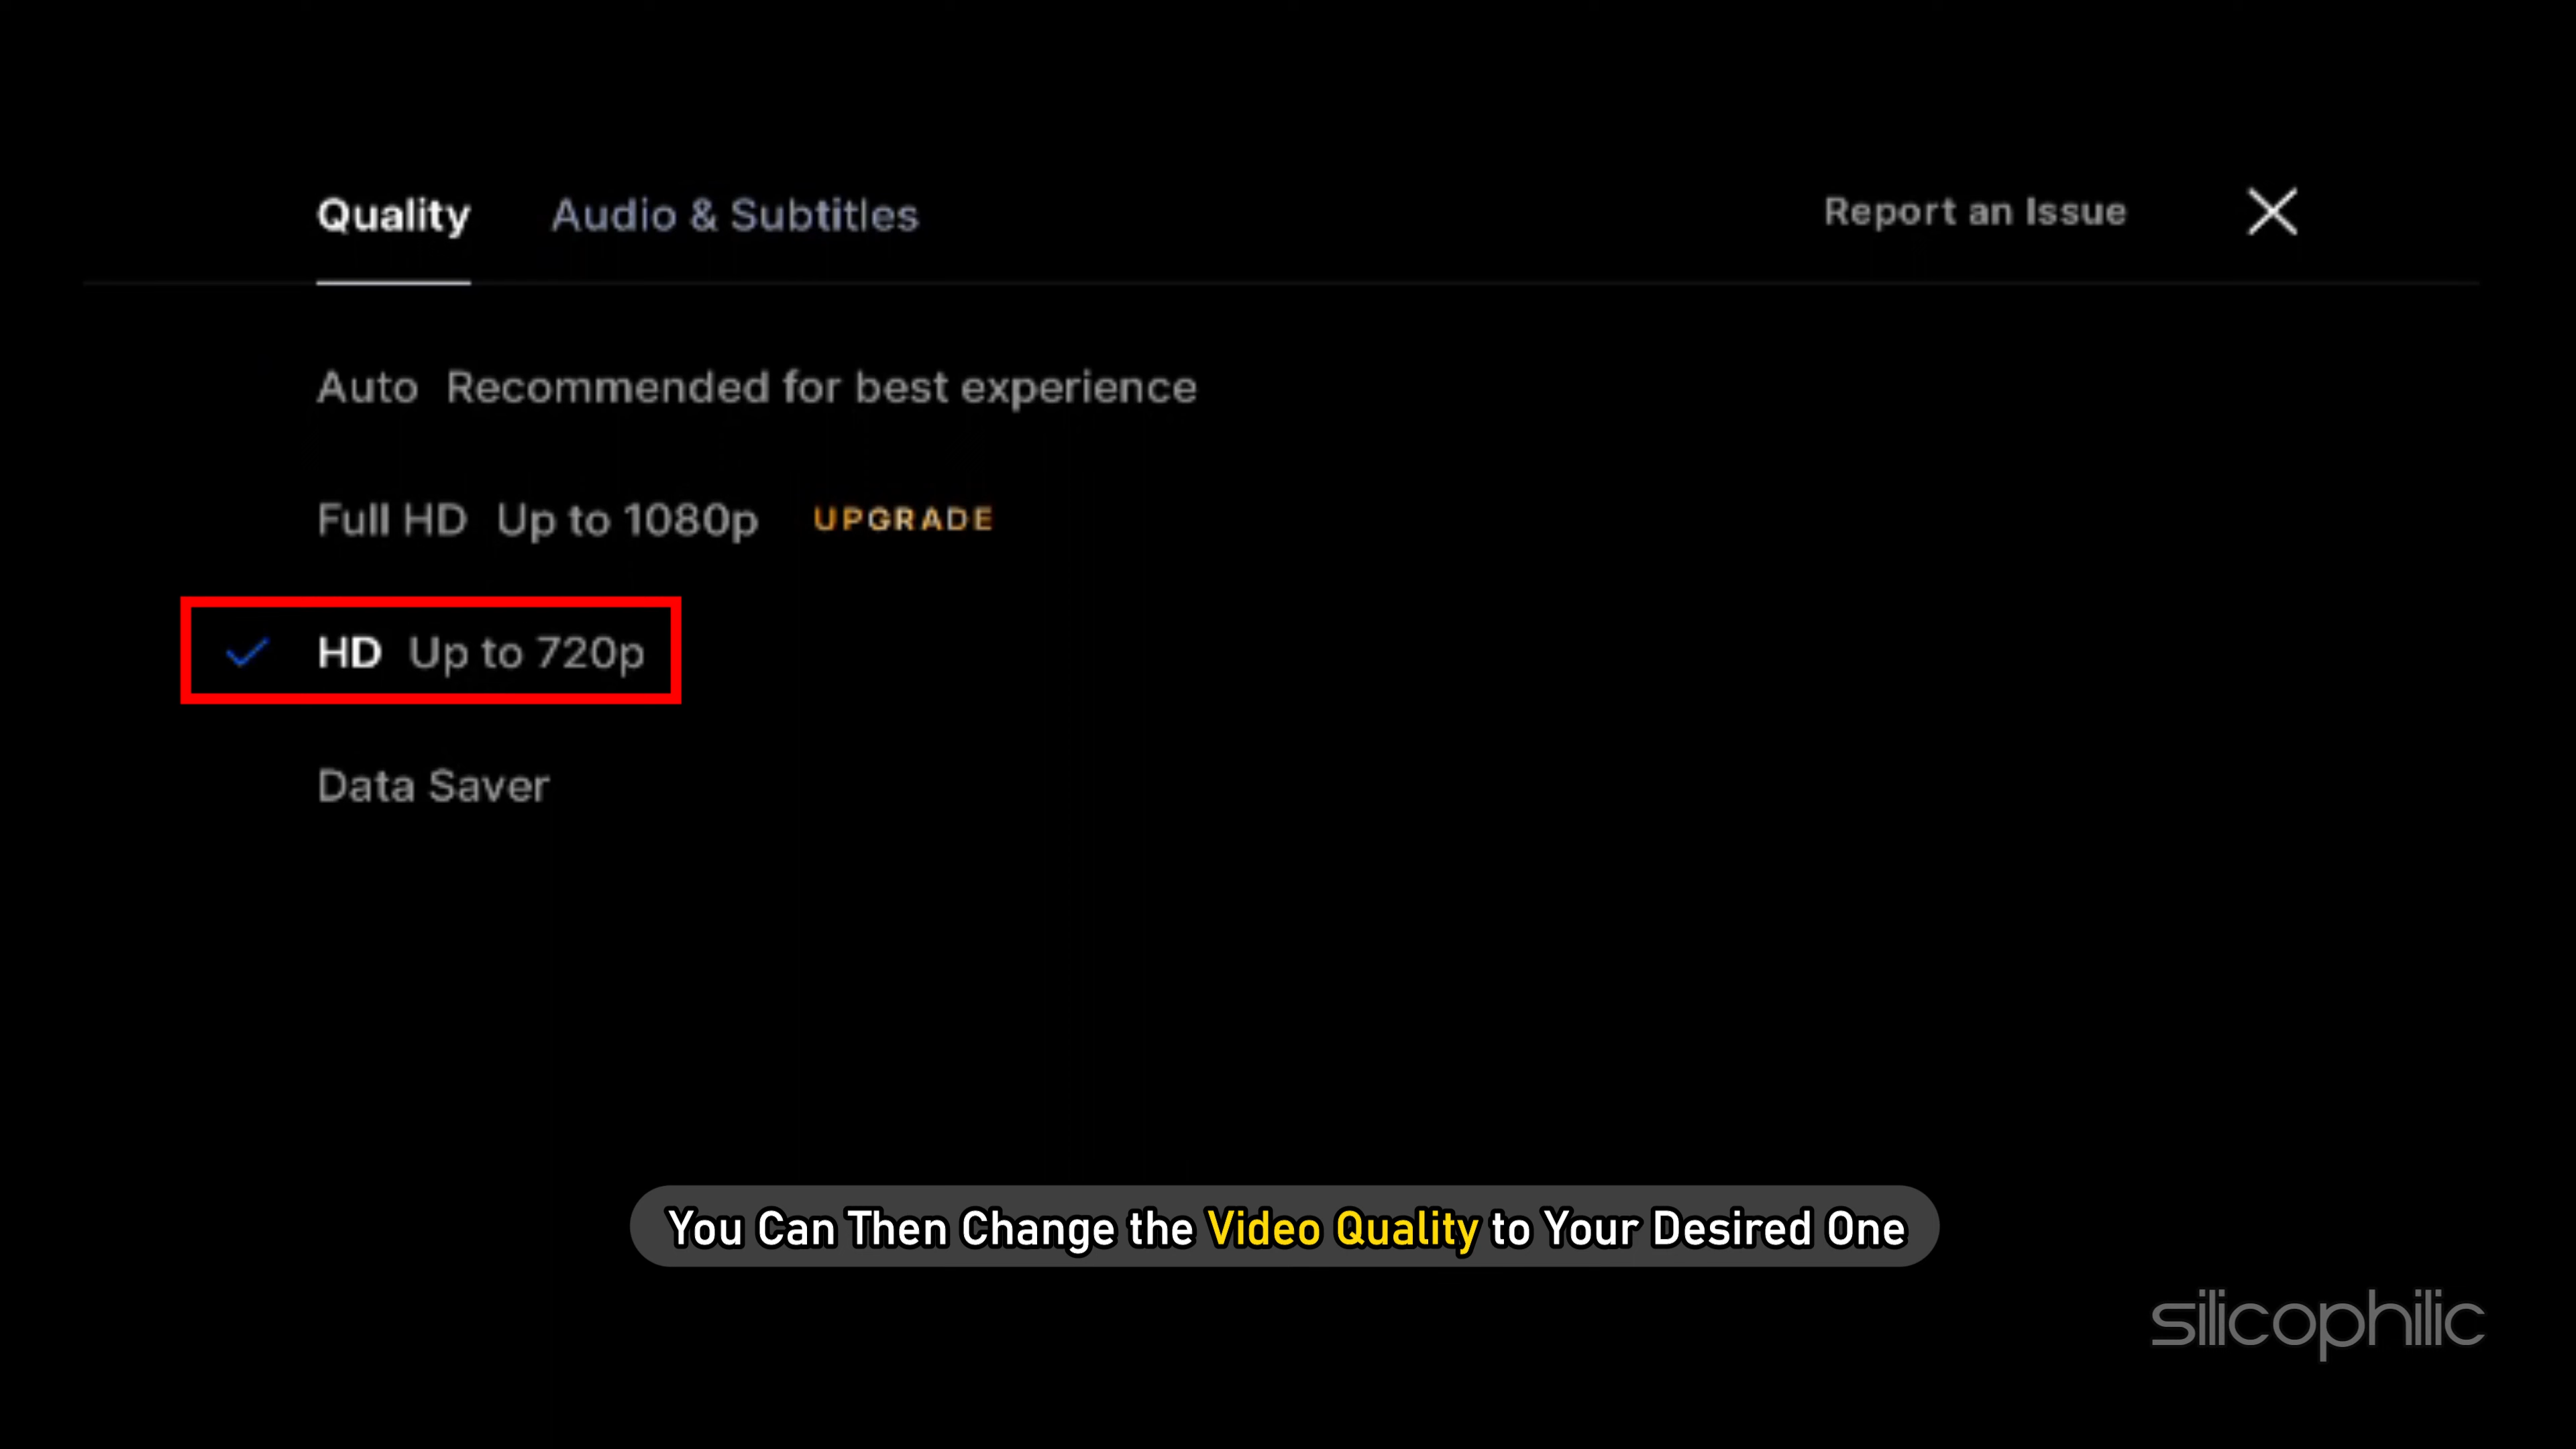 Quality Audio & Subtitles Report an Issue
Auto Recommended for best experience
Full HD Up to 1080p UPGRADE
HD Up to 720p
Data Saver
You Can Then Change the Video Quality to Your Desired One
silicophilic